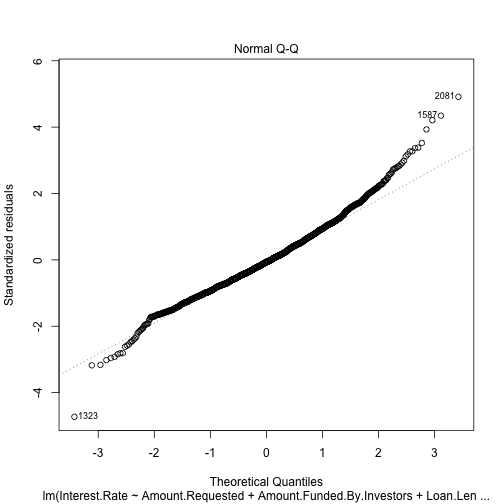 Normal Q-Q
6
4
2
0
-2
-4
Standardized residuals
2081
1587
1323
-3 -2 -1 0 1 2 3
Theoretical Quantiles
lm(Interest.Rate ~ Amount.Requested + Amount.Funded.By.Investors + Loan.Len ...